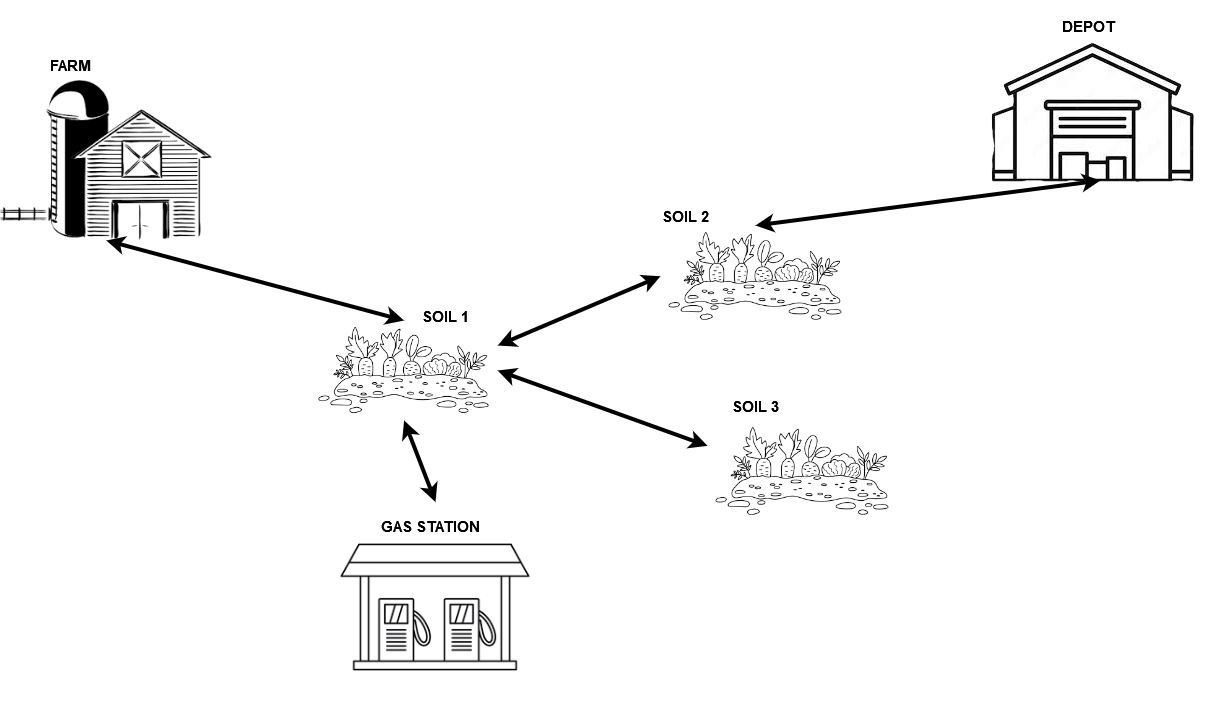 DEPOT
FARM
SOIL 2
SOIL 1
SOIL 3
GAS STATION